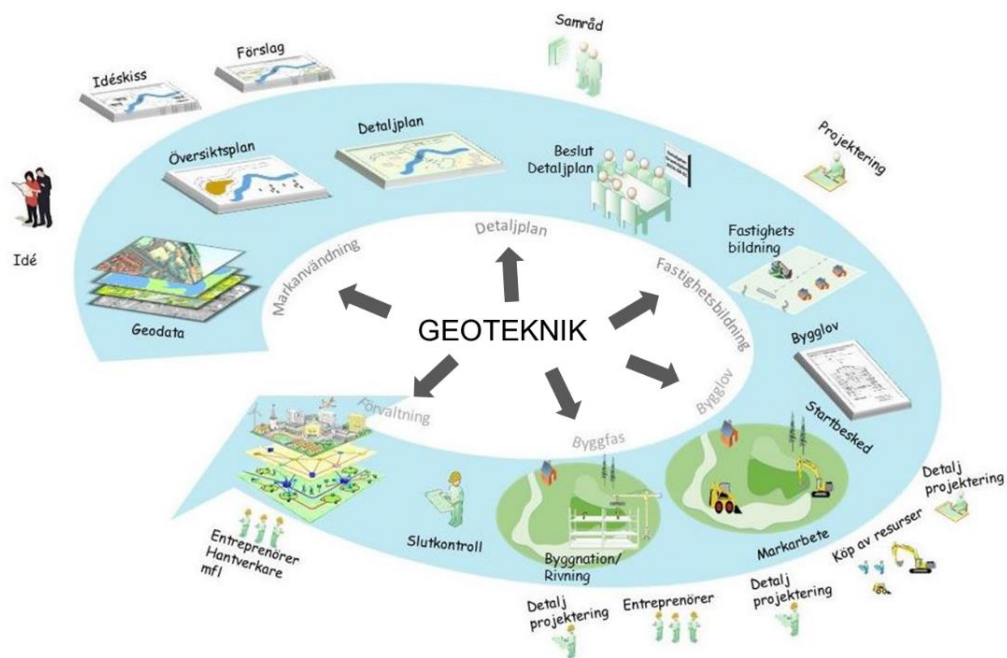 Samråd
Förslag
Idéskiss
Detaljplan
Översiktsplan
Beslut
Detaljplan
Projektering
Idé
Fastighets
bildning
Geodata
Markanvändning
Detaljplan
Fastighetsbildning
GEOTEKNIK
Bygglov
Bygglov
Startbesked
Förvaltning
Byggfas
Slutkontroll
Byggnation/
Rivning
Markarbete
Detalj
projektering
Köp av resurser
Entreprenörer
Hantverkare
mfl
Detalj
projektering
Entreprenörer
Detalj
projektering